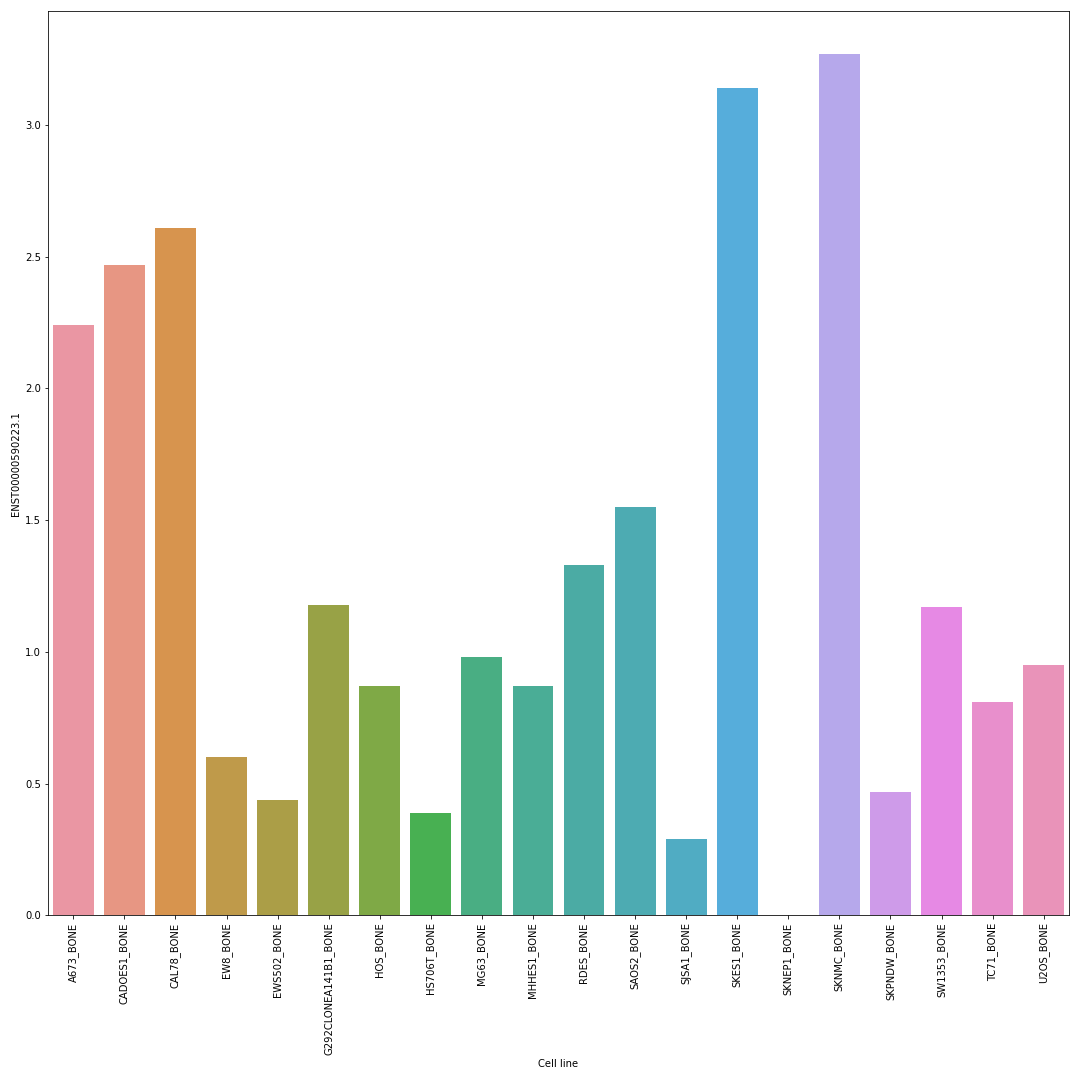 ENST00000590223.1
3.0
2.5
2.0
1.5
1.0
0.5
0.0
A673_BONE
CADOES1_BONE
CAL78_BONE
EW8_BONE
EWS502_BONE
G292CLONEA141B1_BONE
HOS_BONE
HS706T_BONE
MG63_BONE
MHHES1_BONE
RDES_BONE
SAOS2_BONE
SJSA1_BONE
SKES1_BONE
SKNEP1_BONE
SKNMC_BONE
SKPNDW_BONE
SW1353_BONE
TC71_BONE
U2OS_BONE
Cell line